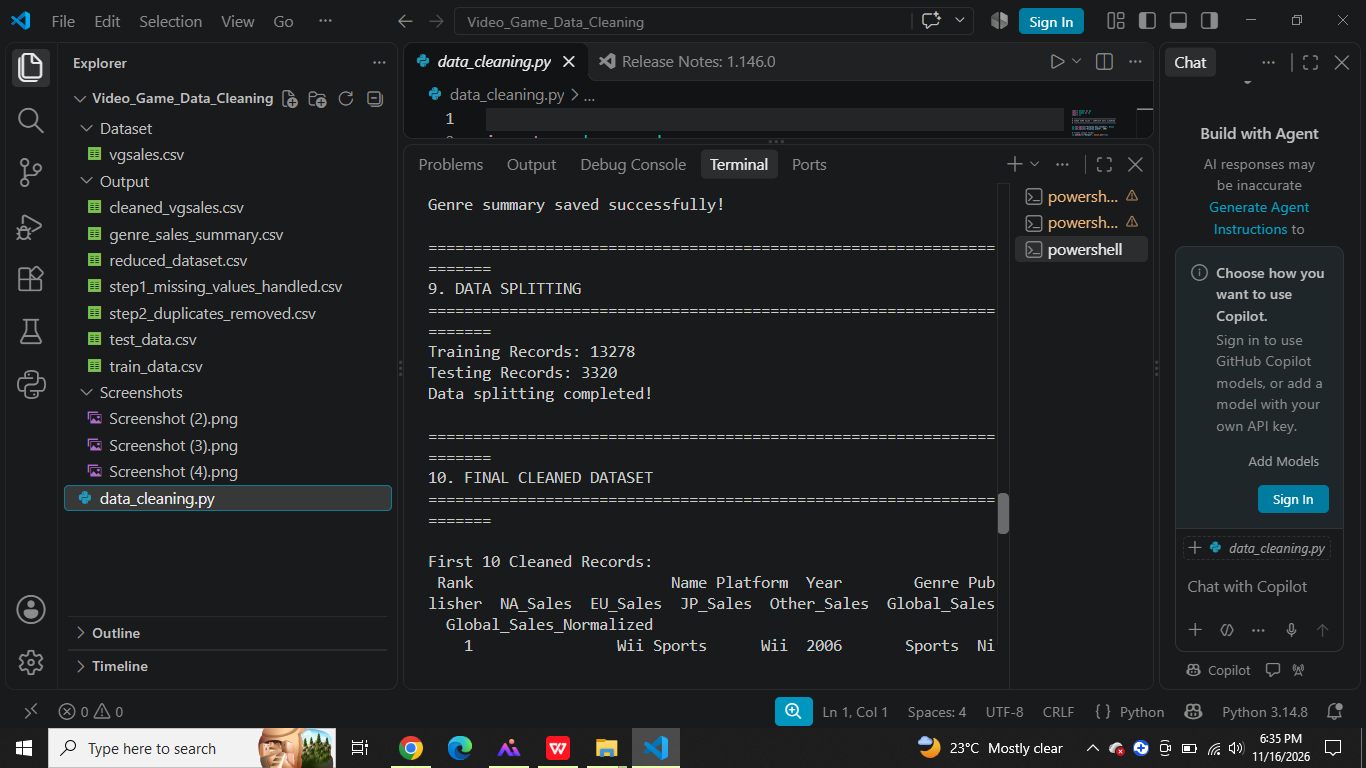 File Edit Selection View Go ···
Video_Game_Data_Cleaning
Sign In
Explorer
Video_Game_Data_Cleaning
Dataset
vgsales.csv
Output
cleaned_vgsales.csv
genre_sales_summary.csv
reduced_dataset.csv
step1_missing_values_handled.csv
step2_duplicates_removed.csv
test_data.csv
train_data.csv
Screenshots
Screenshot (2).png
Screenshot (3).png
Screenshot (4).png
data_cleaning.py
Outline
Timeline
data_cleaning.py
Release Notes: 1.146.0
data_cleaning.py > ...
1
Problems Output Debug Console Terminal Ports
Genre summary saved successfully!
===============================================================
=======
9. DATA SPLITTING
===============================================================
=======
Training Records: 13278
Testing Records: 3320
Data splitting completed!
===============================================================
=======
10. FINAL CLEANED DATASET
===============================================================
=======
First 10 Cleaned Records:
Rank Name Platform Year Genre Pub
lisher NA_Sales EU_Sales JP_Sales Other_Sales Global_Sales
Global_Sales_Normalized
1 Wii Sports Wii 2006 Sports Ni
powersh...
powersh...
powershell
Chat
Build with Agent
AI responses may
be inaccurate
Generate Agent
Instructions to
Choose how you
want to use
Copilot.
Sign in to use
GitHub Copilot
models, or add a
model with your
own API key.
Add Models
Sign In
data_cleaning.py
Chat with Copilot
Copilot
0 0
Ln 1, Col 1 Spaces: 4 UTF-8 CRLF {} Python Python 3.14.8
Type here to search
23°C Mostly clear
6:35 PM
11/16/2026